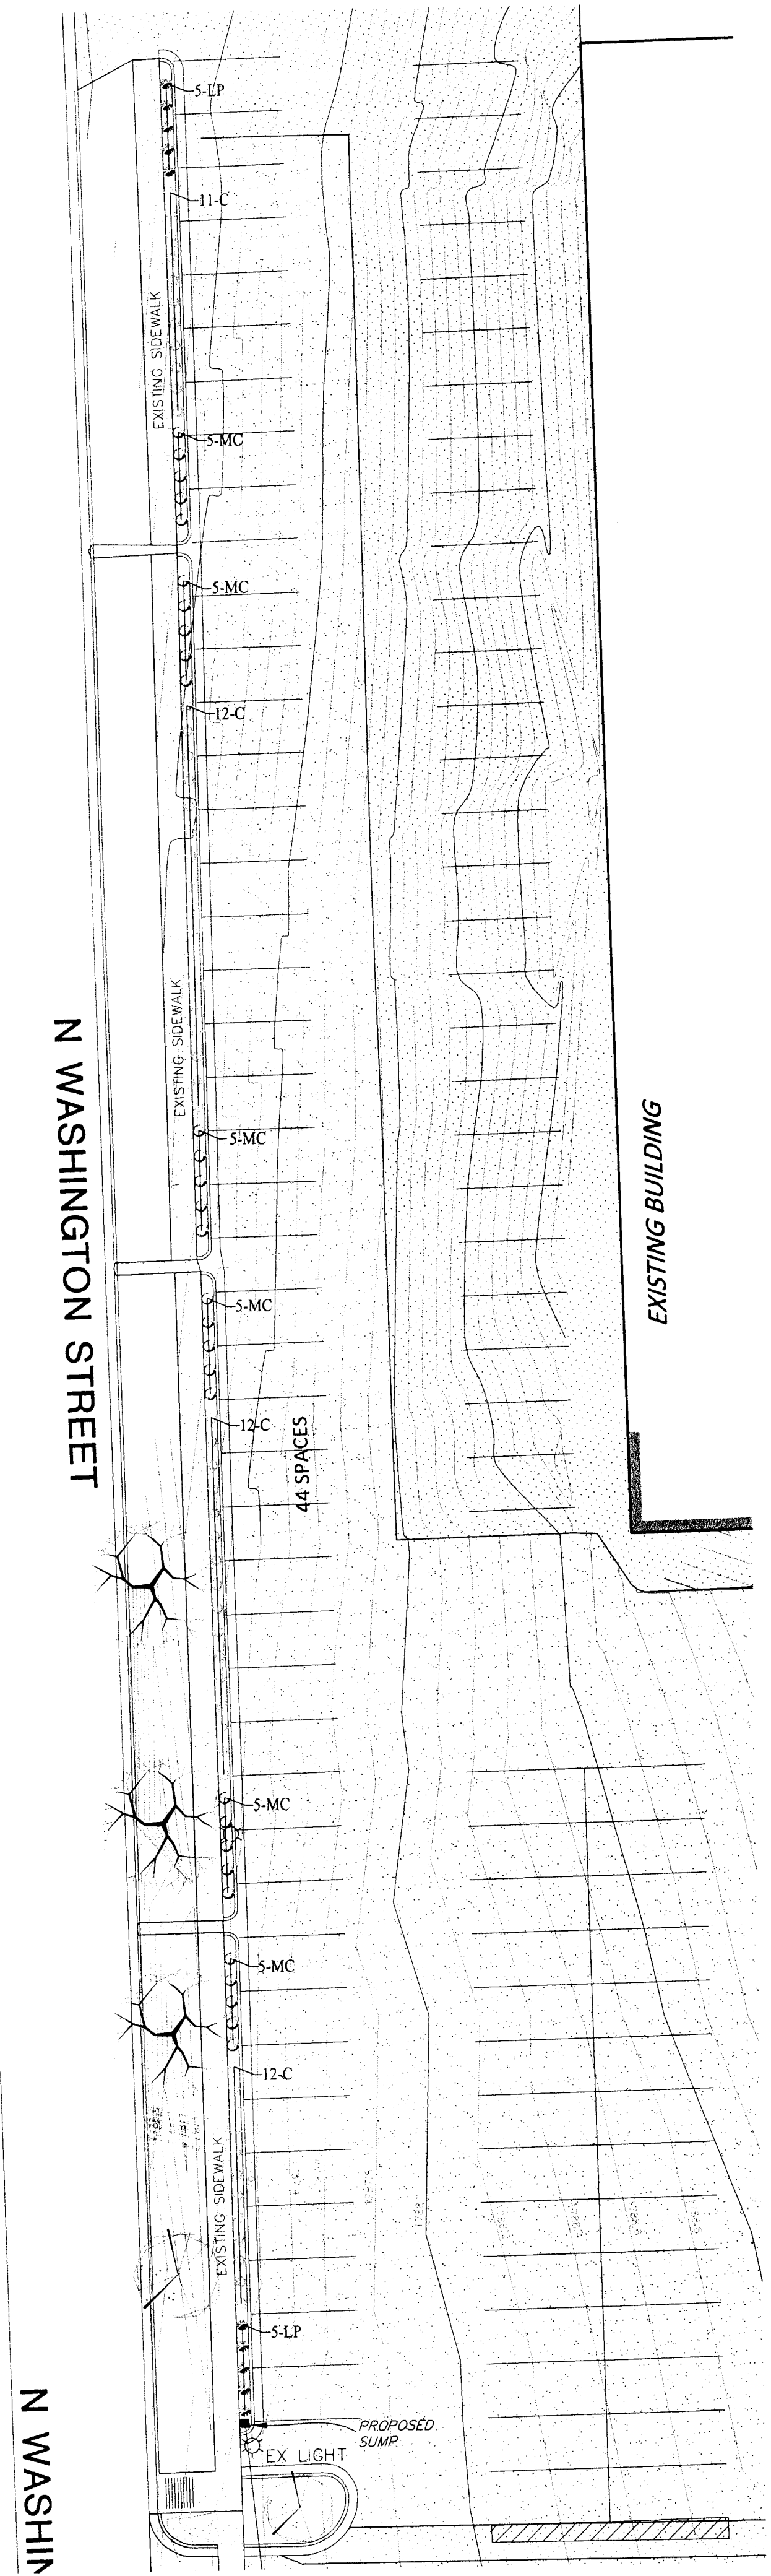 5-LP
11-C
EXISTING SIDEWALK
5-MC
5-MC
12-C
EXISTING SIDEWALK
N WASHINGTON STREET
5-MC
EXISTING BUILDING
5-MC
12-C
44 SPACES
5-MC
5-MC
12-C
EXISTING SIDEWALK
5-LP
PROPOSED
SUMP
EX LIGHT
N WASHIN